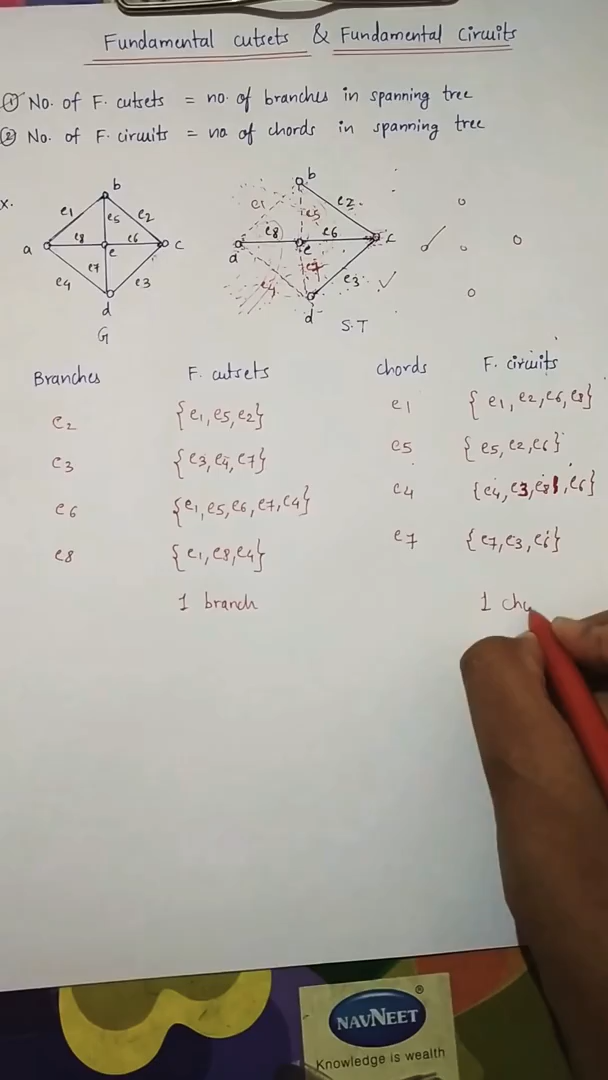 Fundamental cutsets & Fundamental Circuits
① No. of F. cutsets = no. of branches in spanning tree
② No. of F. circuits = no of chords in spanning tree
x.
b
e1 e5 e2
a e8 e e6 c
e4 e7 e3
d
G
b
e1 e5 e2
a e8 e e6 c
e4 e7 e3
d
S.T
Branches F. cutsets chords F. circuits
e2 {e1, e5, e2} e1 {e1, e2, e6, e8}
e3 {e3, e4, e7} e5 {e5, e2, e6}
e6 {e1, e5, e6, e7, e4} e4 {e4, e3, e8, e6}
e8 {e1, e8, e4} e7 {e7, e3, e6}
1 branch 1 cho
NAVNEET ®
Knowledge is wealth